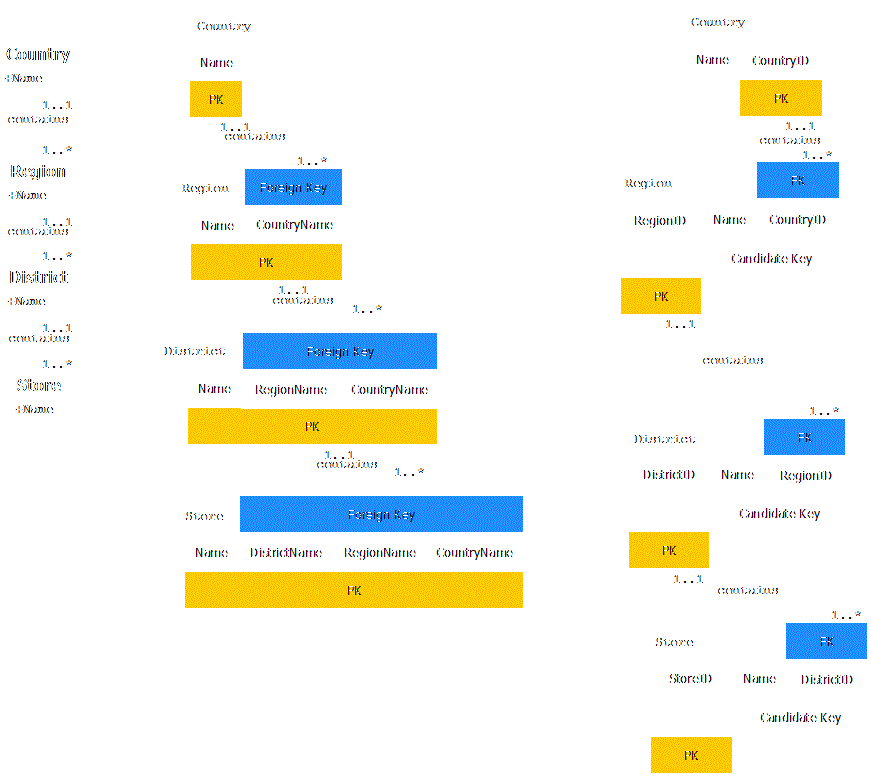 Country
+Name
1..1
contains
1..*
Region
+Name
1..1
contains
1..*
District
+Name
1..1
contains
1..*
Store
+Name
Country
Name
PK
1..1
contains
1..*
Region Foreign Key
Name CountryName
PK
1..1
contains
1..*
District Foreign Key
Name RegionName CountryName
PK
1..1
contains
1..*
Store Foreign Key
Name DistrictName RegionName CountryName
PK
Country
Name CountryID
PK
1..1
contains
1..*
Region FK
RegionID Name CountryID
Candidate Key
PK
1..1
contains
1..*
District FK
DistrictID Name RegionID
Candidate Key
PK
1..1
contains
1..*
Store FK
StoreID Name DistrictID
Candidate Key
PK